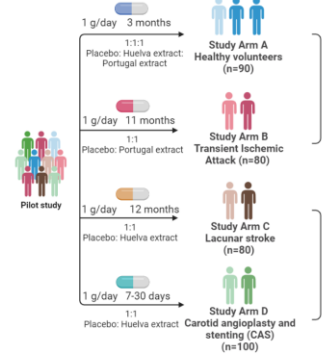 1 g/day 3 months
1:1:1
Placebo: Huelva extract:
Portugal extract
Study Arm A
Healthy volunteers
(n=90)
1 g/day 11 months
1:1
Placebo: Portugal extract
Study Arm B
Transient Ischemic
Attack (n=80)
Pilot study
1 g/day 12 months
1:1
Placebo: Huelva extract
Study Arm C
Lacunar stroke
(n=80)
1 g/day 7-30 days
1:1
Placebo: Huelva extract
Study Arm D
Carotid angioplasty and
stenting (CAS)
(n=100)